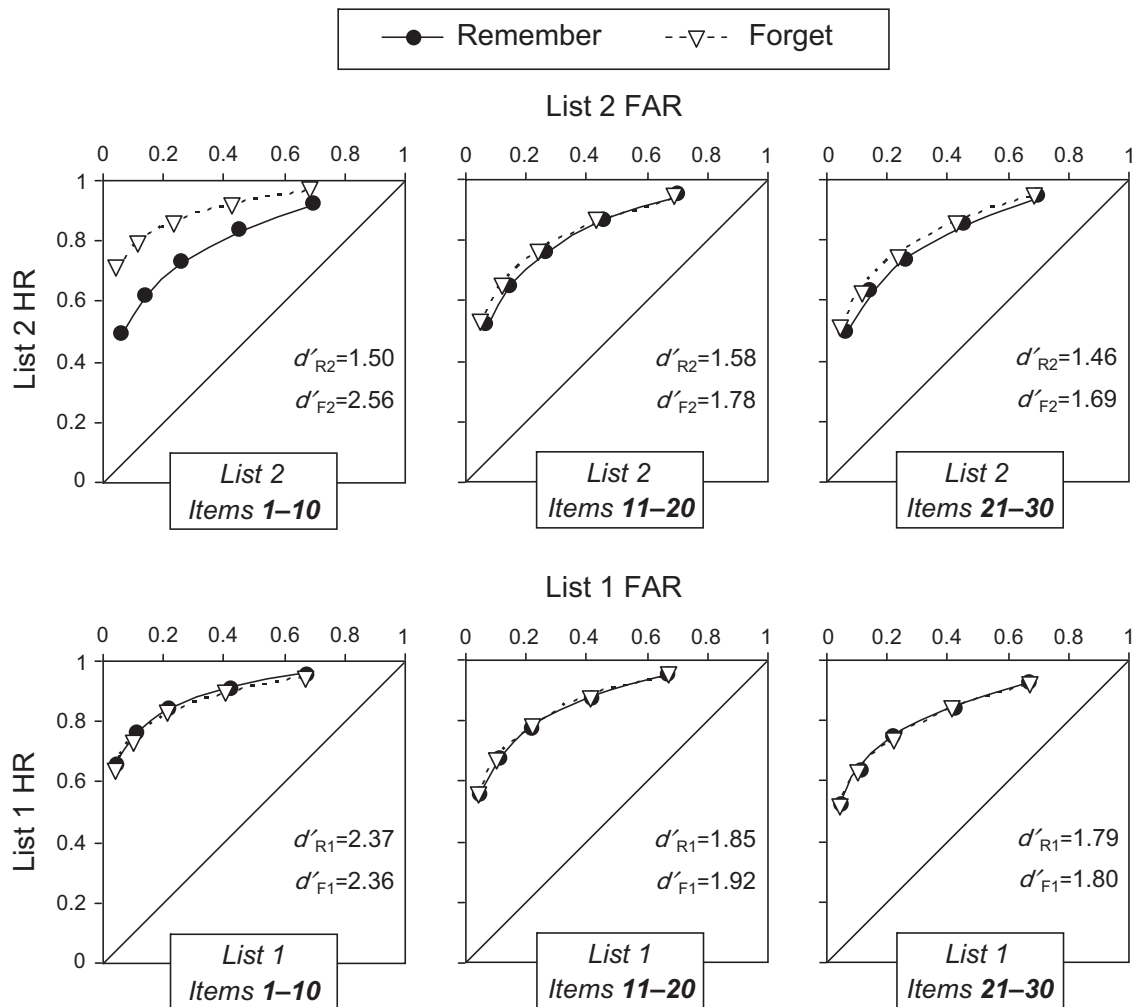 Remember Forget
List 2 FAR
0 0.2 0.4 0.6 0.8 1
0 0.2 0.4 0.6 0.8 1
0 0.2 0.4 0.6 0.8 1
List 2 HR
1
0.8
0.6
0.4
0.2
0
d′R2=1.50
d′F2=2.56
List 2
Items 1–10
d′R2=1.58
d′F2=1.78
List 2
Items 11–20
d′R2=1.46
d′F2=1.69
List 2
Items 21–30
List 1 FAR
0 0.2 0.4 0.6 0.8 1
0 0.2 0.4 0.6 0.8 1
0 0.2 0.4 0.6 0.8 1
List 1 HR
1
0.8
0.6
0.4
0.2
0
d′R1=2.37
d′F1=2.36
List 1
Items 1–10
d′R1=1.85
d′F1=1.92
List 1
Items 11–20
d′R1=1.79
d′F1=1.80
List 1
Items 21–30